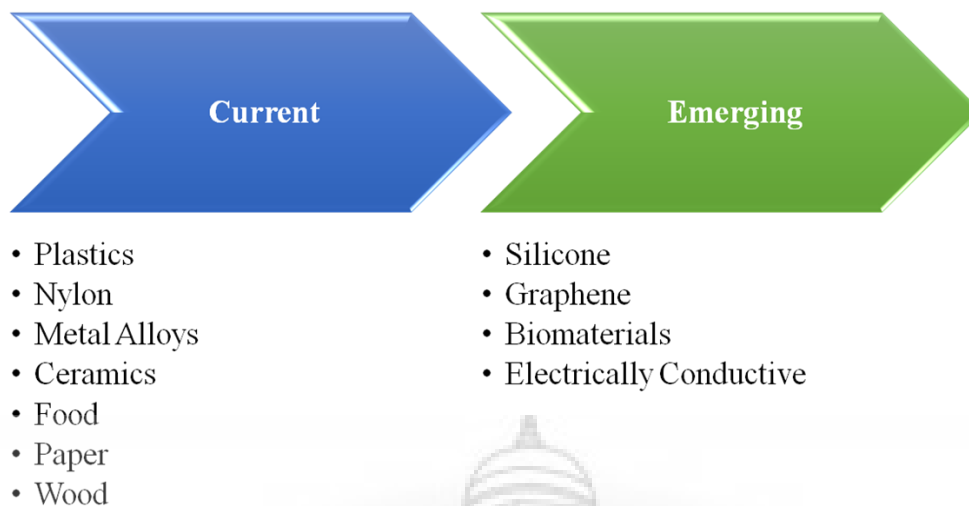 Current
• Plastics
• Nylon
• Metal Alloys
• Ceramics
• Food
• Paper
• Wood
Emerging
• Silicone
• Graphene
• Biomaterials
• Electrically Conductive